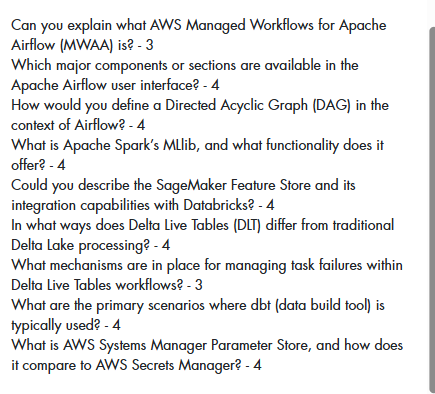 Can you explain what AWS Managed Workflows for Apache
Airflow (MWAA) is? - 3
Which major components or sections are available in the
Apache Airflow user interface? - 4
How would you define a Directed Acyclic Graph (DAG) in the
context of Airflow? - 4
What is Apache Spark's MLlib, and what functionality does it
offer? - 4
Could you describe the SageMaker Feature Store and its
integration capabilities with Databricks? - 4
In what ways does Delta Live Tables (DLT) differ from traditional
Delta Lake processing? - 4
What mechanisms are in place for managing task failures within
Delta Live Tables workflows? - 3
What are the primary scenarios where dbt (data build tool) is
typically used? - 4
What is AWS Systems Manager Parameter Store, and how does
it compare to AWS Secrets Manager? - 4